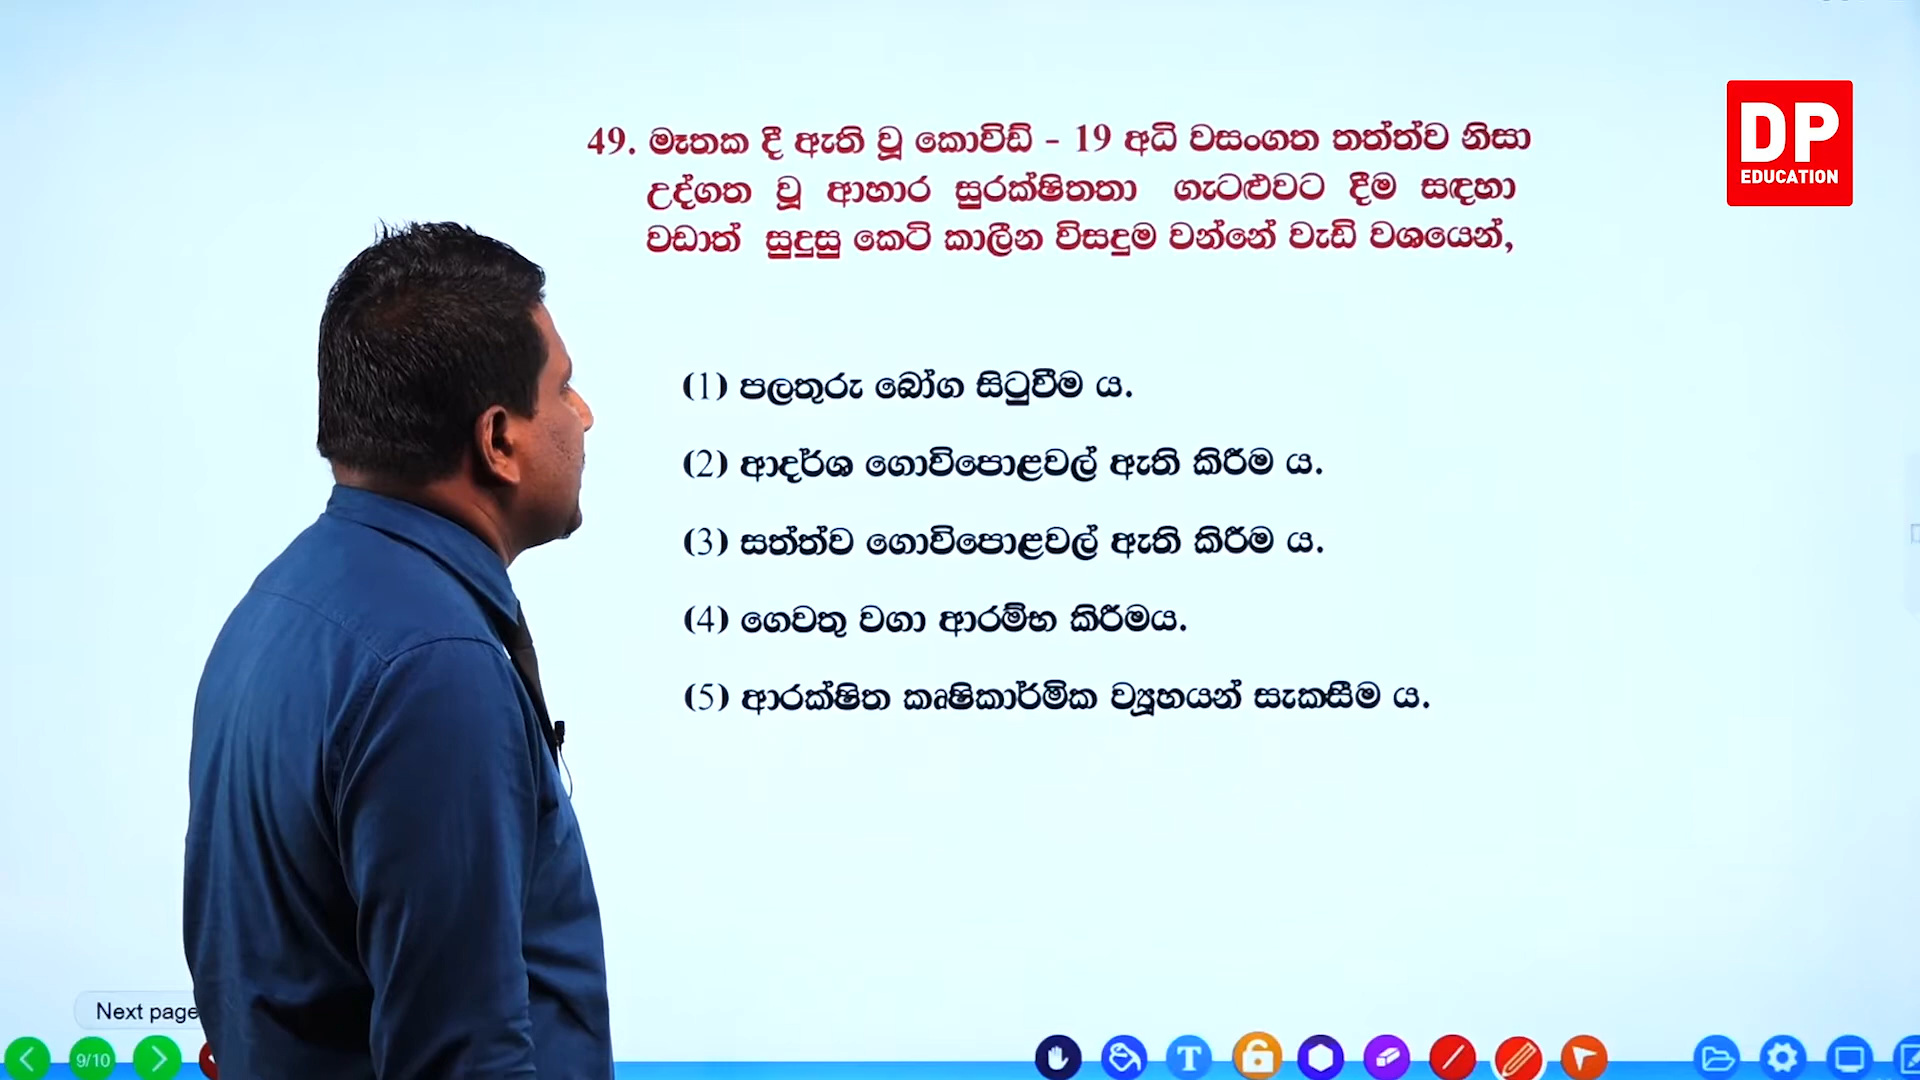 DP
EDUCATION
49. මෑතක දී ඇති වූ කොවිඩ් - 19 අධි වසංගත තත්ත්ව නිසා
උද්ගත වූ ආහාර සුරක්ෂිතතා ගැටළුවට දීම සඳහා
වඩාත් සුදුසු කෙටි කාලීන විසදුම වන්නේ වැඩි වශයෙන්,
(1) පලතුරු බෝග සිටුවීම ය.
(2) ආදර්ශ ගොවිපොළවල් ඇති කිරීම ය.
(3) සත්ත්ව ගොවිපොළවල් ඇති කිරීම ය.
(4) ගෙවතු වගා ආරම්භ කිරීමය.
(5) ආරක්ෂිත කෘෂිකාර්මික ව්‍යුහයන් සැකසීම ය.
Next page
9/10
T